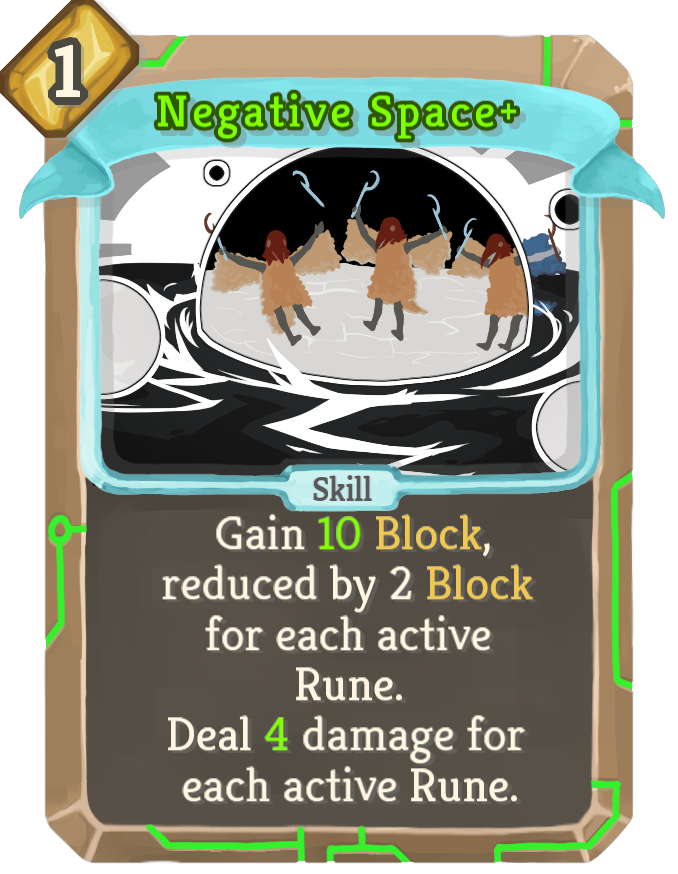 1
Negative Space+
Skill
Gain 10 Block,
reduced by 2 Block
for each active
Rune.
Deal 4 damage for
each active Rune.